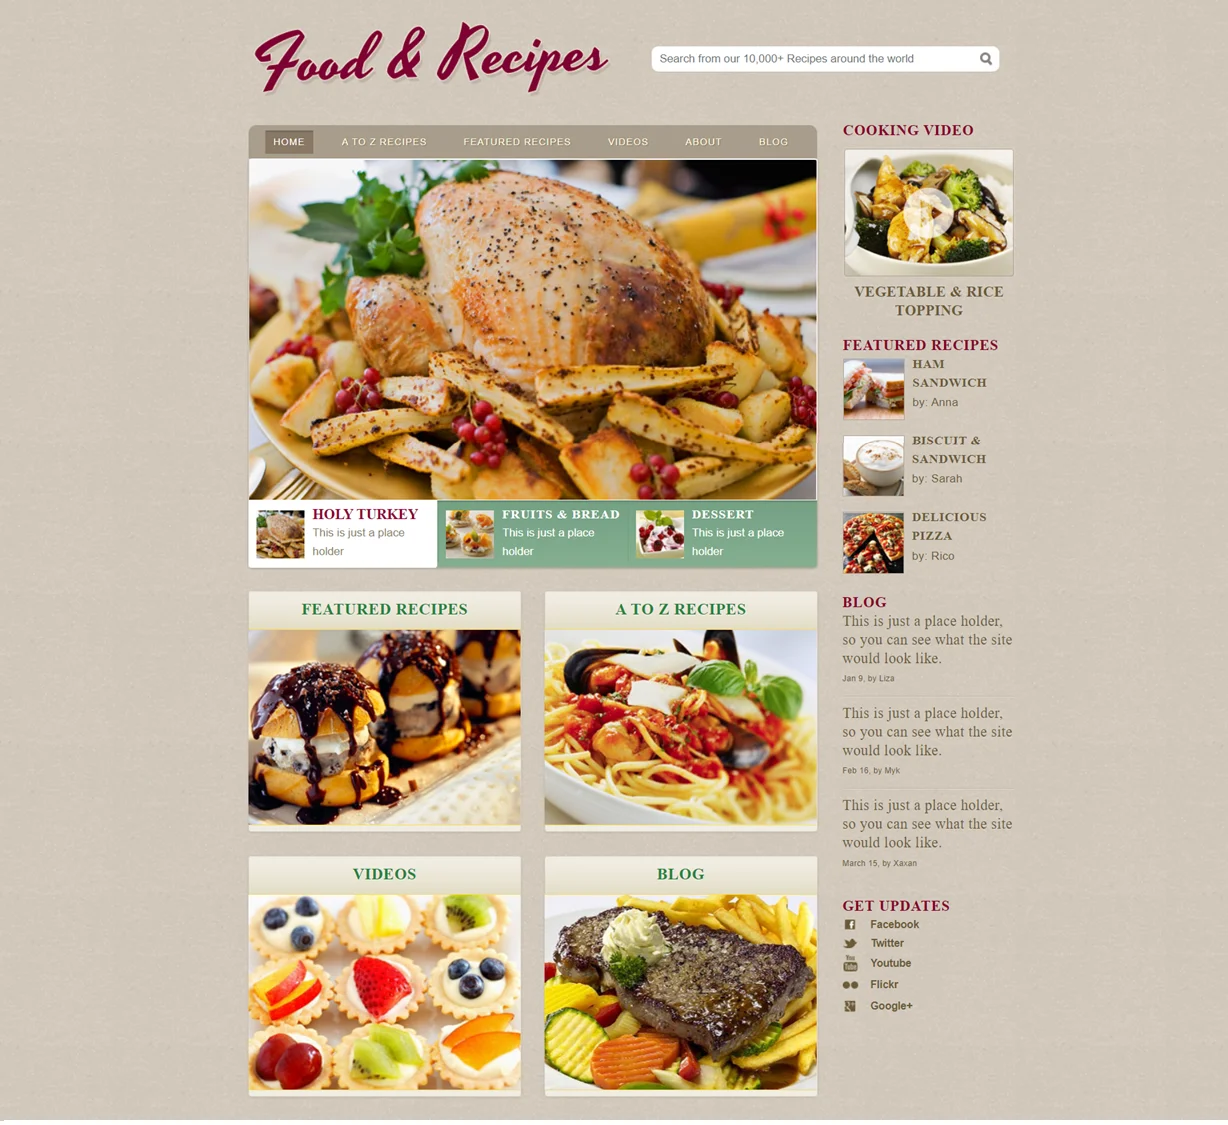 Food & Recipes
Search from our 10,000+ Recipes around the world
HOME
A TO Z RECIPES
FEATURED RECIPES
VIDEOS
ABOUT
BLOG
HOLY TURKEY
This is just a place
holder
FRUITS & BREAD
This is just a place
holder
DESSERT
This is just a place
holder
FEATURED RECIPES
A TO Z RECIPES
VIDEOS
BLOG
COOKING VIDEO
VEGETABLE & RICE
TOPPING
FEATURED RECIPES
HAM
SANDWICH
by: Anna
BISCUIT &
SANDWICH
by: Sarah
DELICIOUS
PIZZA
by: Rico
BLOG
This is just a place holder,
so you can see what the site
would look like.
Jan 9, by Liza
This is just a place holder,
so you can see what the site
would look like.
Feb 16, by Myk
This is just a place holder,
so you can see what the site
would look like.
March 15, by Xaxan
GET UPDATES
Facebook
Twitter
You
Tube
Youtube
Flickr
Google+